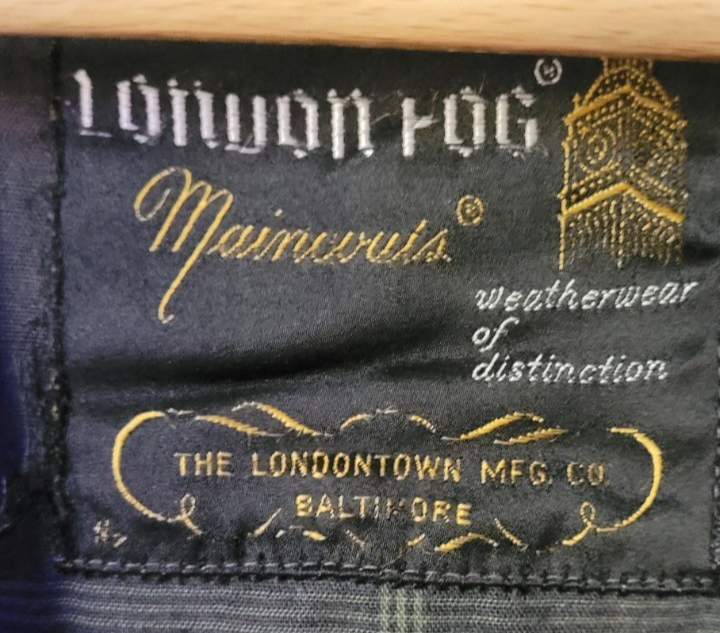 LONDON FOG®
Maincoats®
weatherwear
of
distinction
THE LONDONTOWN MFG. CO.
BALTIMORE